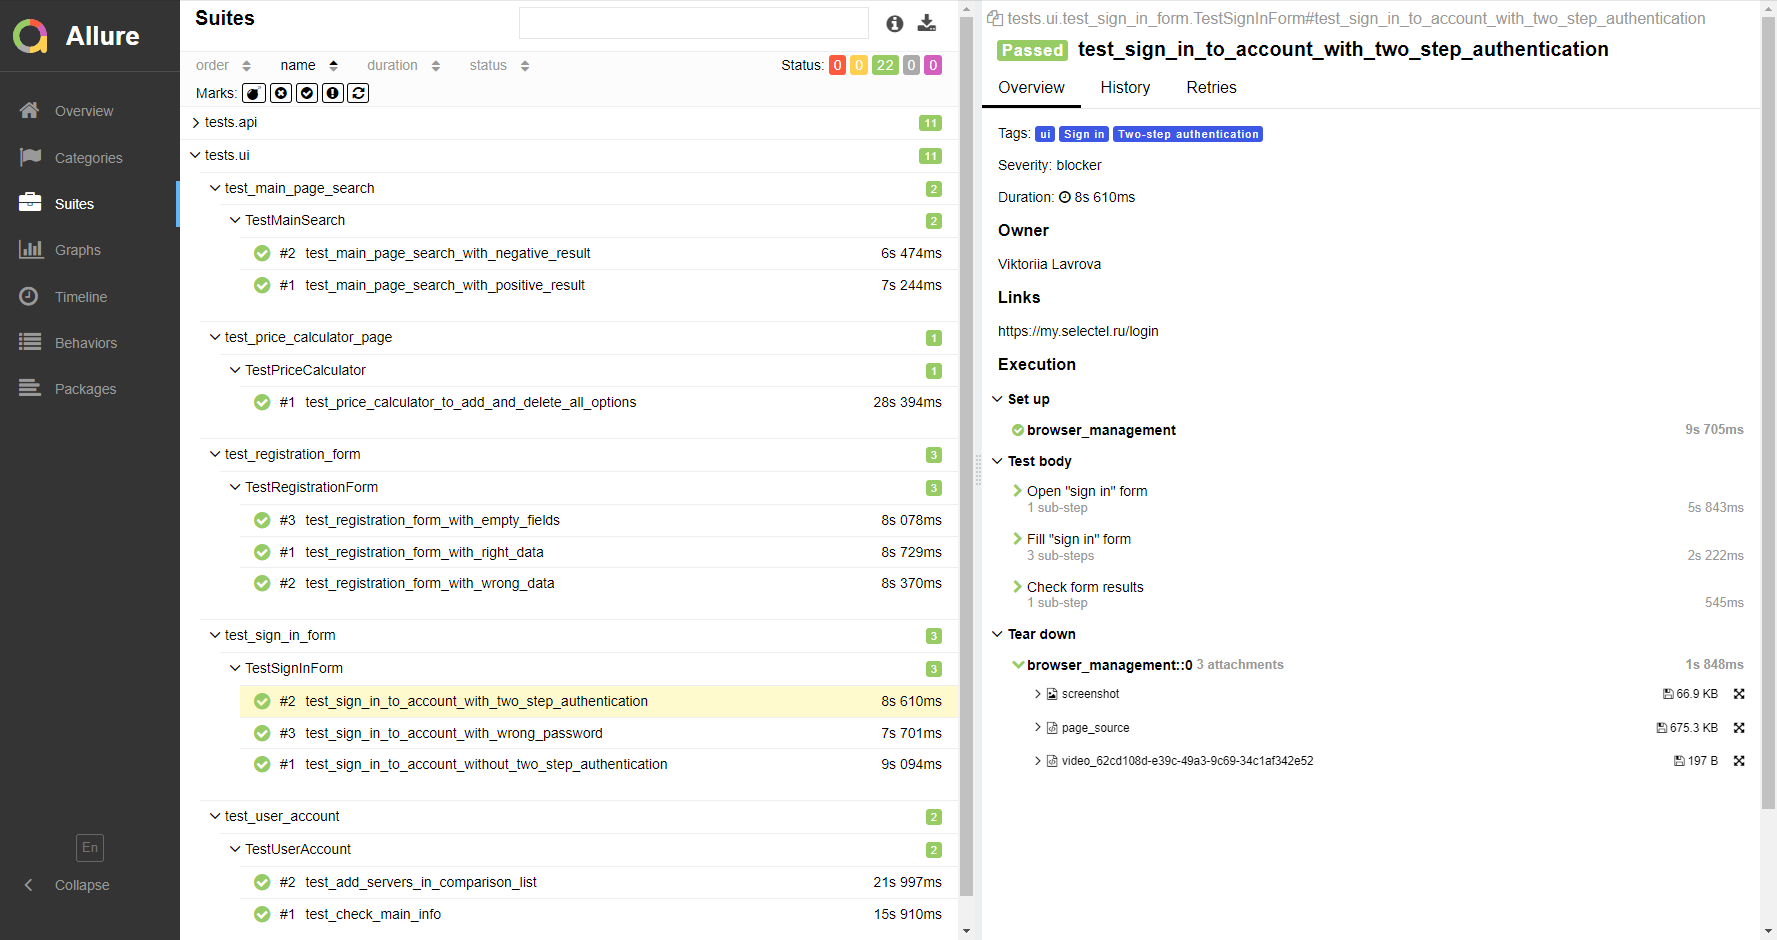 Allure
Overview
Categories
Suites
Graphs
Timeline
Behaviors
Packages
En
Collapse
Suites
order name duration status Status: 0 0 22 0 0
Marks:
tests.api 11
tests.ui 11
test_main_page_search 2
TestMainSearch 2
#2 test_main_page_search_with_negative_result 6s 474ms
#1 test_main_page_search_with_positive_result 7s 244ms
test_price_calculator_page 1
TestPriceCalculator 1
#1 test_price_calculator_to_add_and_delete_all_options 28s 394ms
test_registration_form 3
TestRegistrationForm 3
#3 test_registration_form_with_empty_fields 8s 078ms
#1 test_registration_form_with_right_data 8s 729ms
#2 test_registration_form_with_wrong_data 8s 370ms
test_sign_in_form 3
TestSignInForm 3
#2 test_sign_in_to_account_with_two_step_authentication 8s 610ms
#3 test_sign_in_to_account_with_wrong_password 7s 701ms
#1 test_sign_in_to_account_without_two_step_authentication 9s 094ms
test_user_account 2
TestUserAccount 2
#2 test_add_servers_in_comparison_list 21s 997ms
#1 test_check_main_info 15s 910ms
tests.ui.test_sign_in_form.TestSignInForm#test_sign_in_to_account_with_two_step_authentication
Passed test_sign_in_to_account_with_two_step_authentication
Overview History Retries
Tags: ui Sign in Two-step authentication
Severity: blocker
Duration: 8s 610ms
Owner
Viktoriia Lavrova
Links
https://my.selectel.ru/login
Execution
Set up
browser_management 9s 705ms
Test body
Open "sign in" form
1 sub-step 5s 843ms
Fill "sign in" form
3 sub-steps 2s 222ms
Check form results
1 sub-step 545ms
Tear down
browser_management::0 3 attachments 1s 848ms
screenshot 66.9 KB
page_source 675.3 KB
video_62cd108d-e39c-49a3-9c69-34c1af342e52 197 B